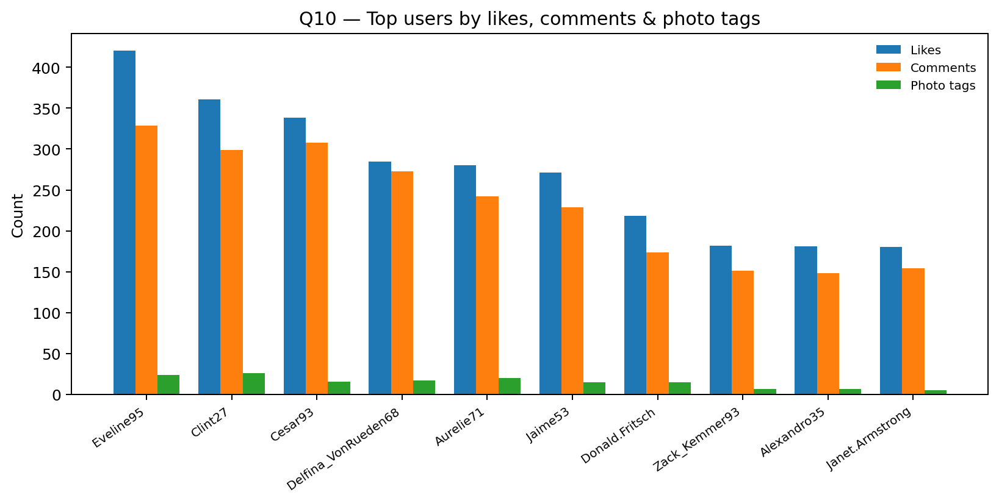 Q10 — Top users by likes, comments & photo tags
Likes
Comments
Photo tags
Count
400
350
300
250
200
150
100
50
0
Eveline95
Clint27
Cesar93
Delfina_VonRueden68
Aurelie71
Jaime53
Donald.Fritsch
Zack_Kemmer93
Alexandro35
Janet.Armstrong